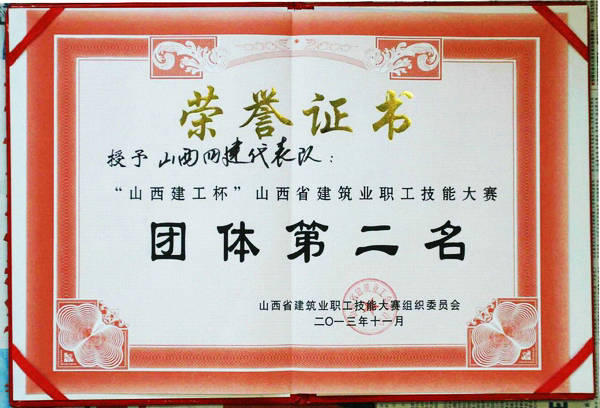 荣誉证书
授予山西四建代表队：
“山西建工杯”山西省建筑业职工技能大赛
团体第二名
山西省建筑业职工技能大赛组织委员会
二〇一三年十一月